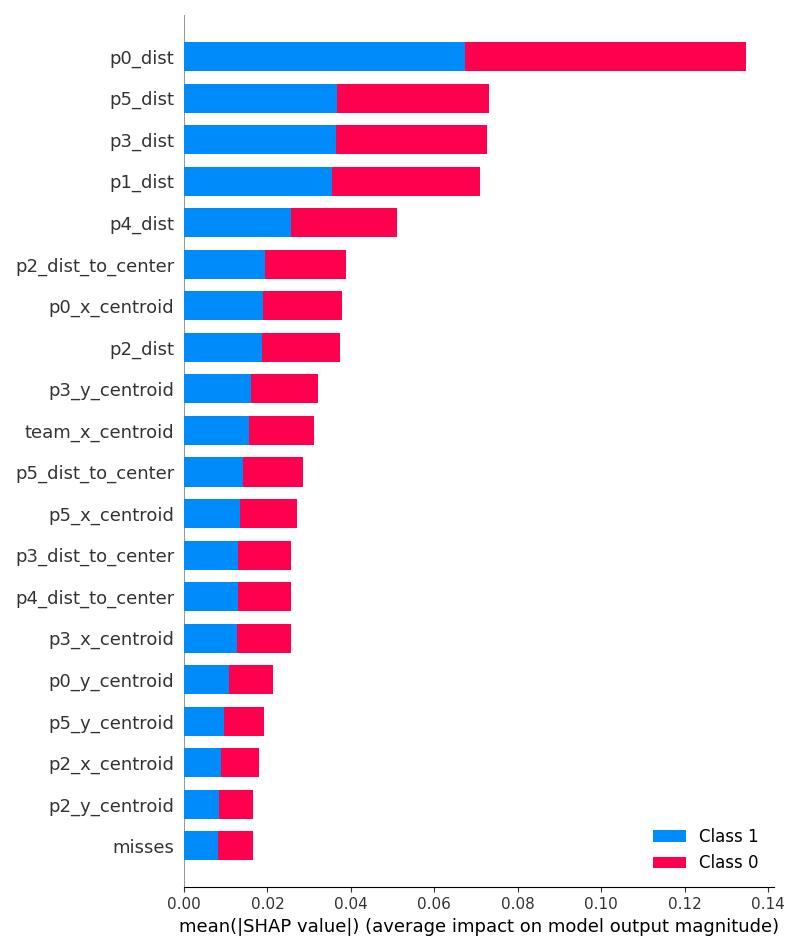 p0_dist
p5_dist
p3_dist
p1_dist
p4_dist
p2_dist_to_center
p0_x_centroid
p2_dist
p3_y_centroid
team_x_centroid
p5_dist_to_center
p5_x_centroid
p3_dist_to_center
p4_dist_to_center
p3_x_centroid
p0_y_centroid
p5_y_centroid
p2_x_centroid
p2_y_centroid
misses
Class 1
Class 0
0.00 0.02 0.04 0.06 0.08 0.10 0.12 0.14
mean(|SHAP value|) (average impact on model output magnitude)